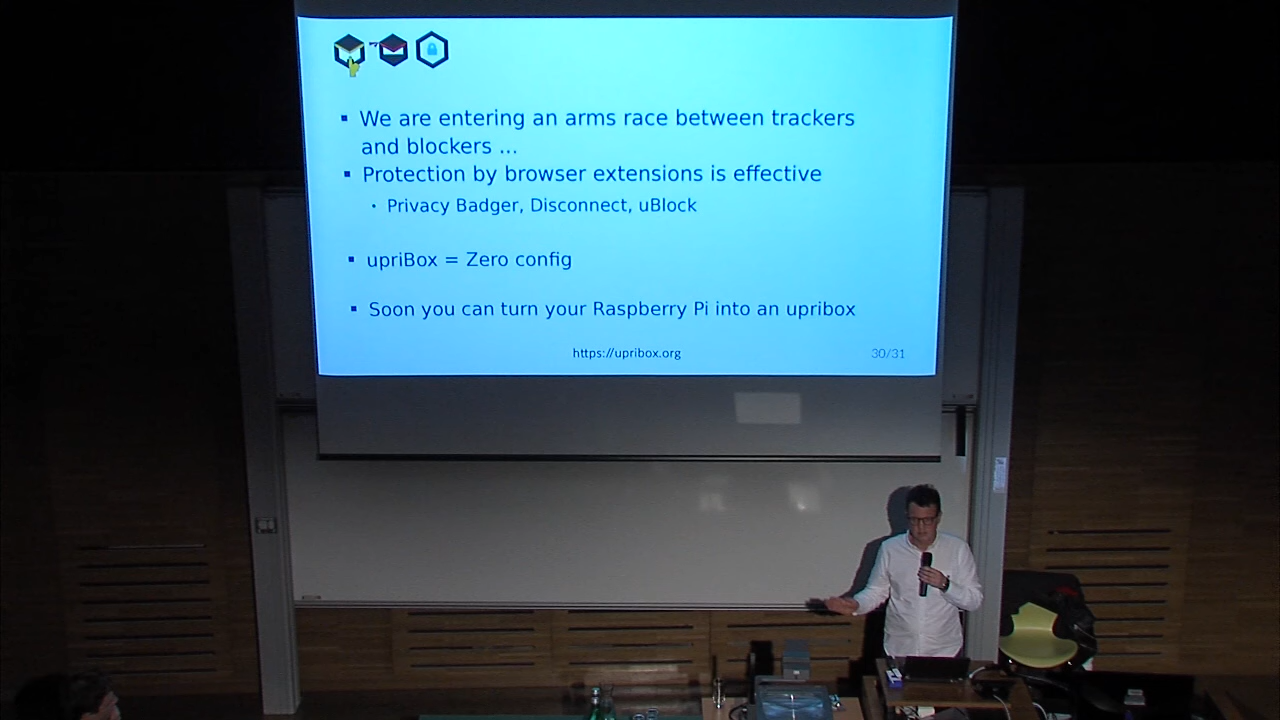 We are entering an arms race between trackers
and blockers ...
Protection by browser extensions is effective
Privacy Badger, Disconnect, uBlock
upriBox = Zero config
Soon you can turn your Raspberry Pi into an upribox
https://upribox.org
30/31